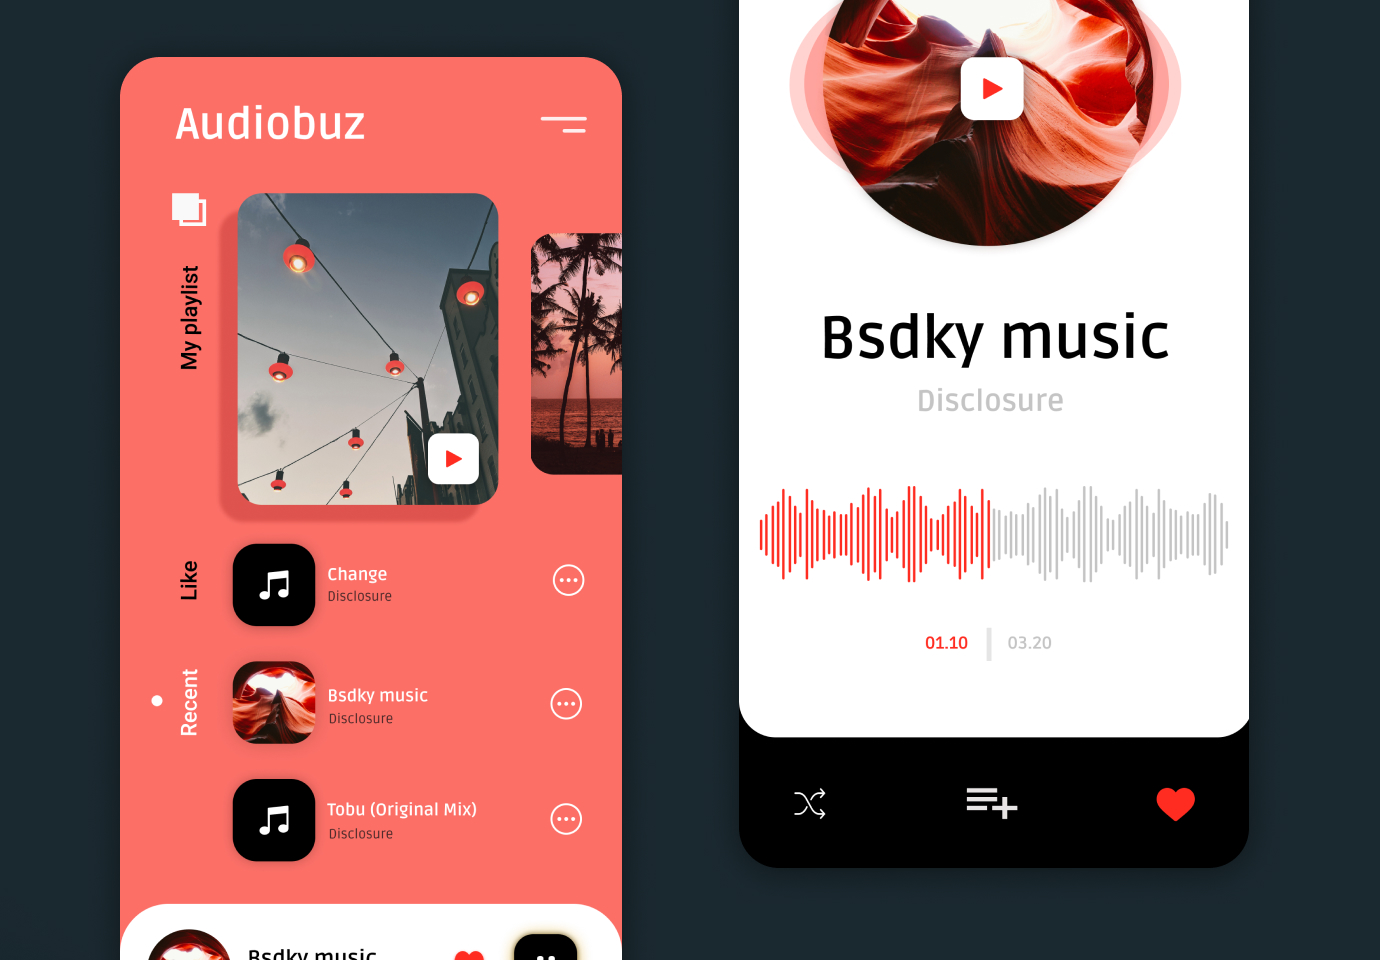 Audiobuz
My playlist
Like
Change
Disclosure
Recent
Bsdky music
Disclosure
Tobu (Original Mix)
Disclosure
Bsdky music
Bsdky music
Disclosure
01.10
03.20